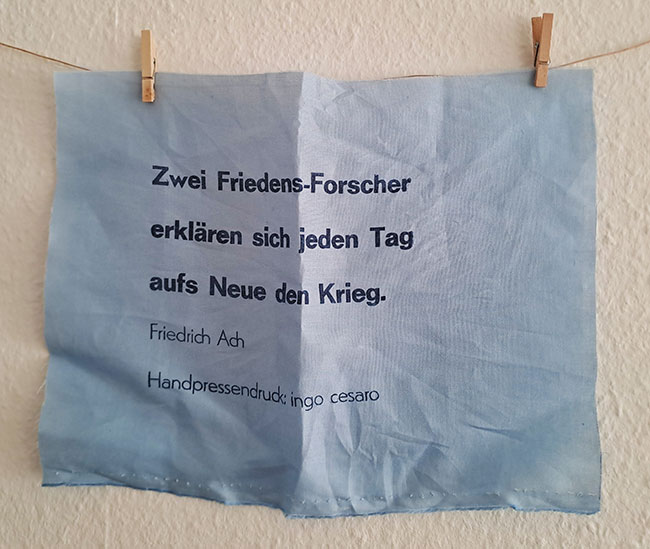 Zwei Friedens-Forscher
erklären sich jeden Tag
aufs Neue den Krieg.
Friedrich Ach
Handpressendruck: ingo cesaro